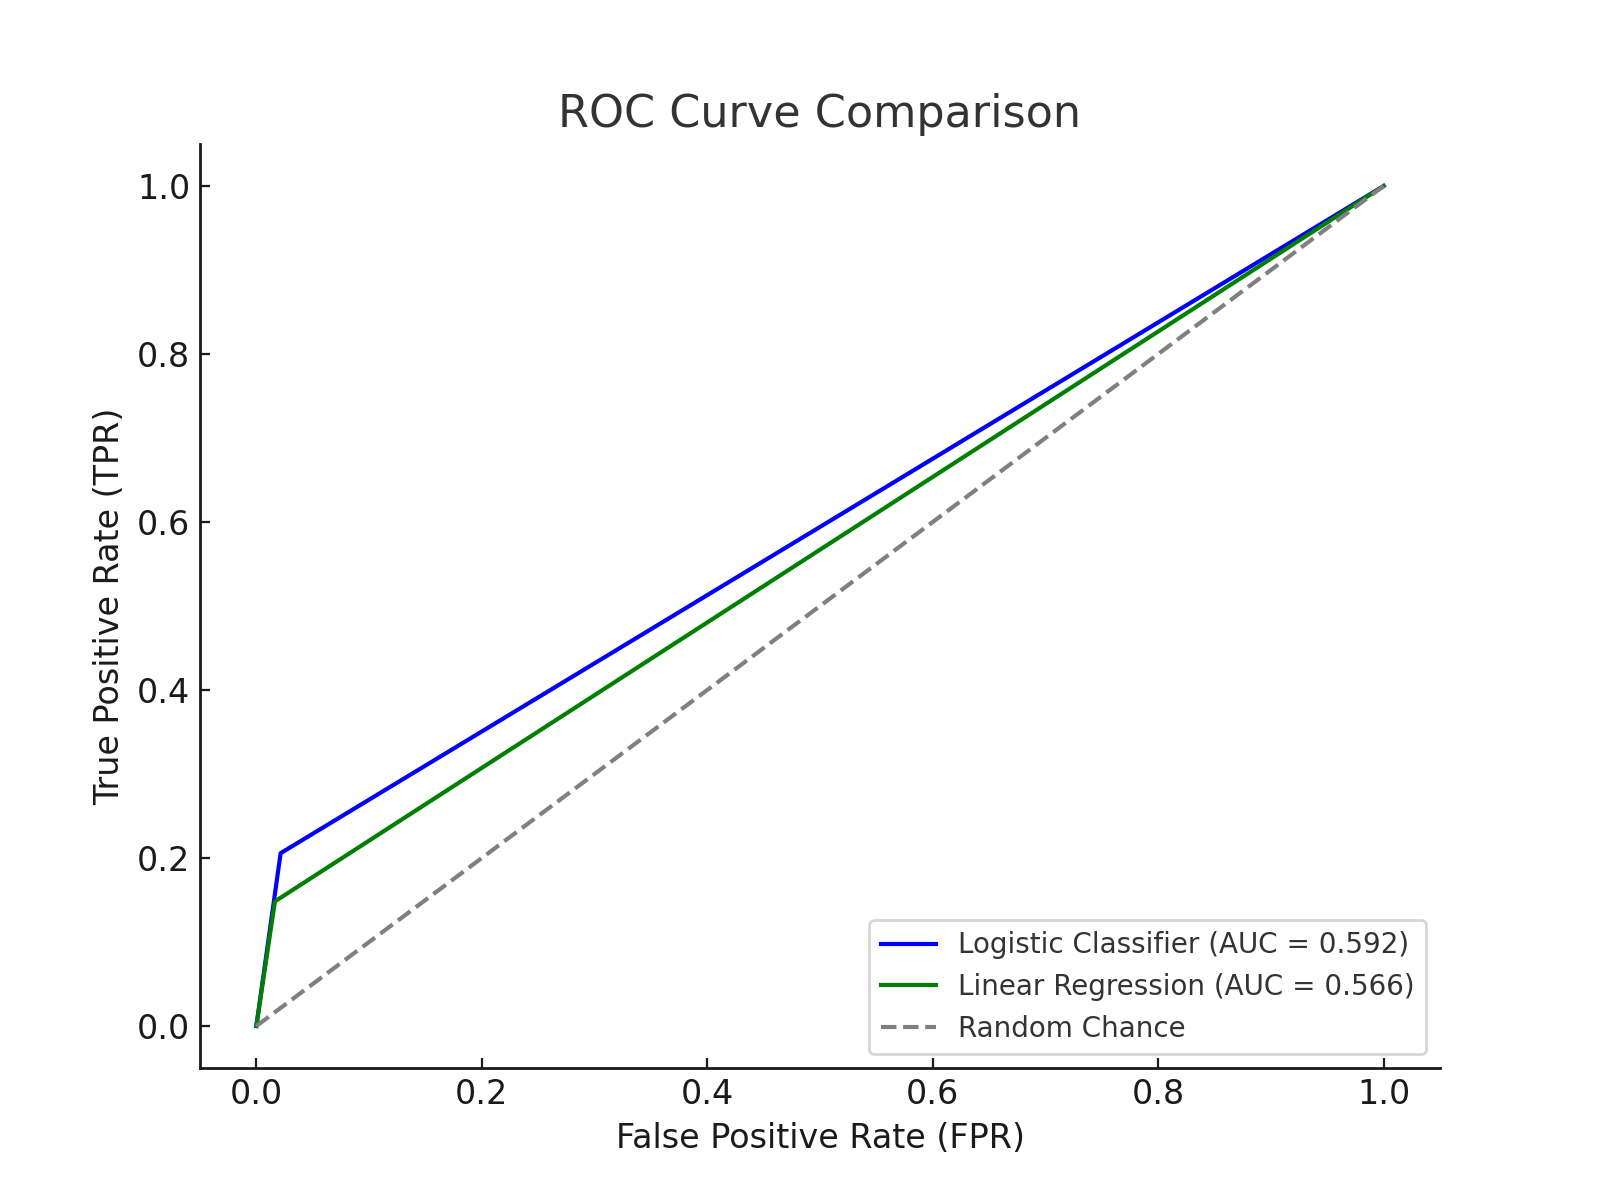 ROC Curve Comparison
True Positive Rate (TPR)
1.0
0.8
0.6
0.4
0.2
0.0
Logistic Classifier (AUC = 0.592)
Linear Regression (AUC = 0.566)
Random Chance
0.0 0.2 0.4 0.6 0.8 1.0
False Positive Rate (FPR)